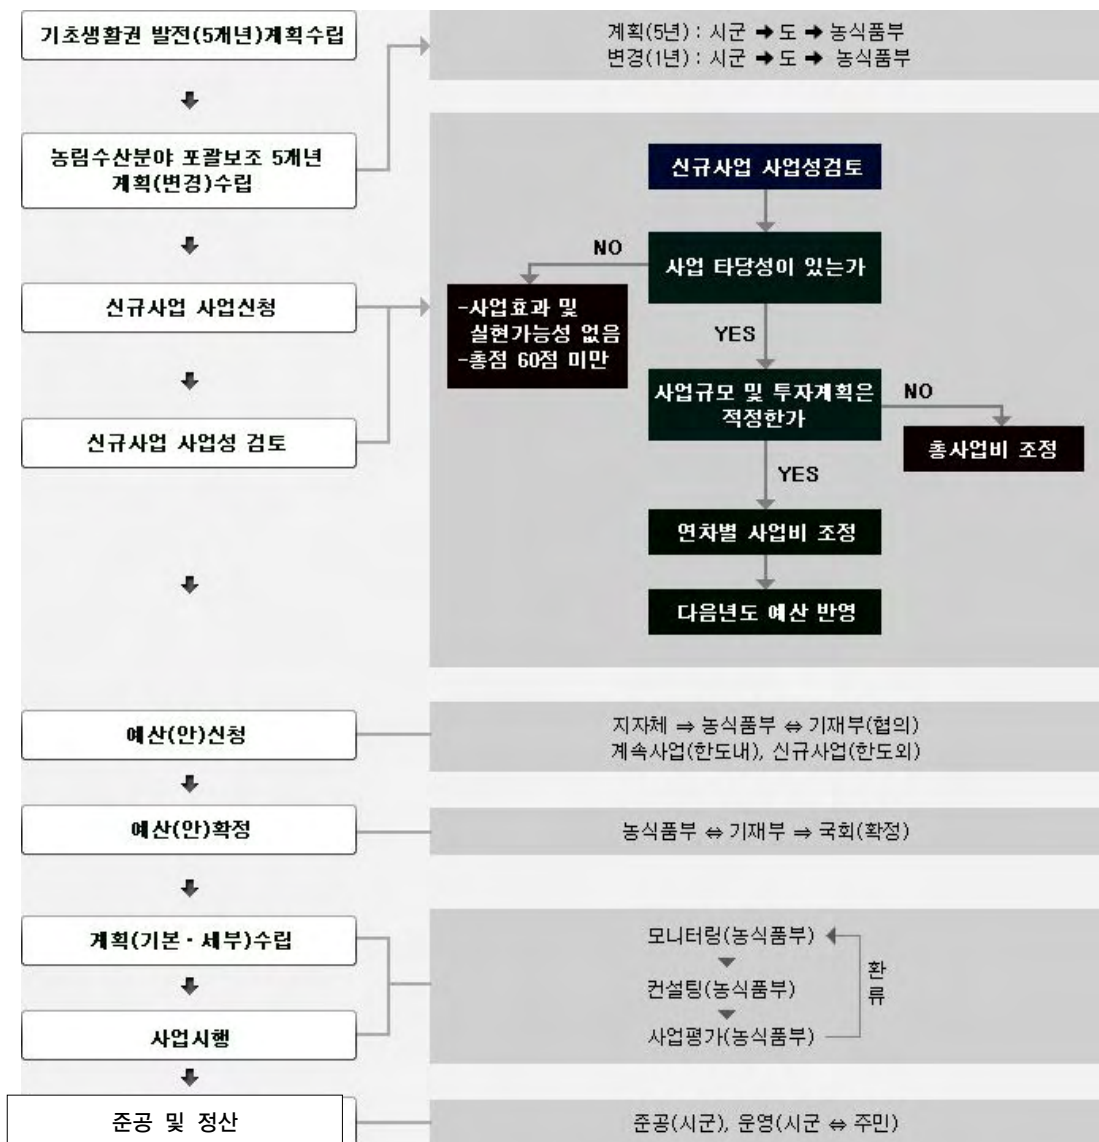 기초생활권 발전(5개년)계획수립
계획(5년) : 시군 ➜ 도 ➜ 농식품부
변경(1년) : 시군 ➜ 도 ➜ 농식품부
농림수산분야 포괄보조 5개년
계획(변경)수립
신규사업 사업신청
신규사업 사업성 검토
신규사업 사업성검토
사업 타당성이 있는가
NO
-사업효과 및
실현가능성 없음
-총점 60점 미만
YES
사업규모 및 투자계획은
적정한가
NO
총사업비 조정
YES
연차별 사업비 조정
다음년도 예산 반영
예산(안)신청
지자체 ⇒ 농식품부 ⇔ 기재부(협의)
계속사업(한도내), 신규사업(한도외)
예산(안)확정
농식품부 ⇔ 기재부 ⇒ 국회(확정)
계획(기본·세부)수립
사업시행
모니터링(농식품부)
컨설팅(농식품부)
사업평가(농식품부)
환
류
준공 및 정산
준공(시군), 운영(시군 ⇔ 주민)